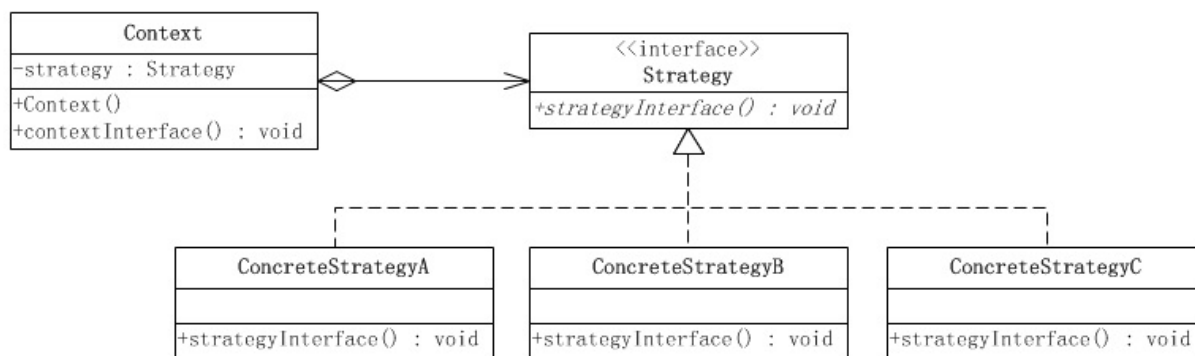 Context
-strategy : Strategy
+Context()
+contextInterface() : void
<<interface>>
Strategy
+strategyInterface() : void
ConcreteStrategyA
+strategyInterface() : void
ConcreteStrategyB
+strategyInterface() : void
ConcreteStrategyC
+strategyInterface() : void